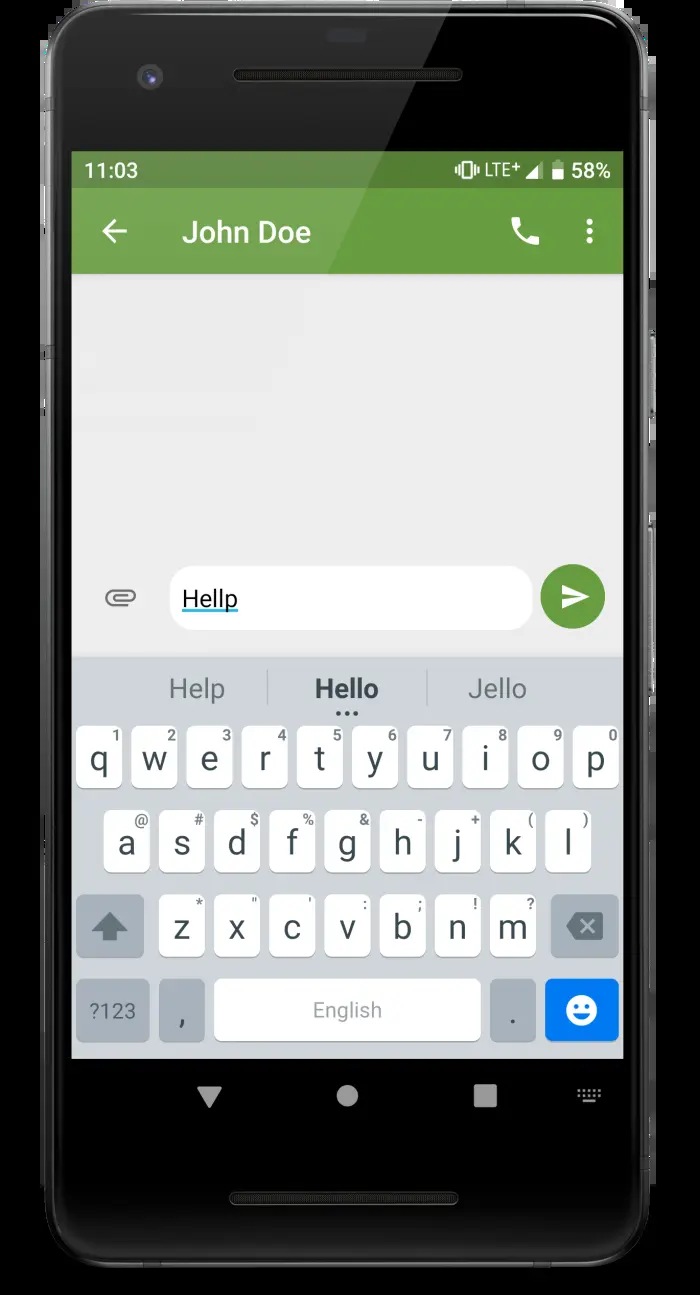 11:03 LTE+ 58%
John Doe
Hellp
Help Hello Jello
1 2 3 4 5 6 7 8 9 0
q w e r t y u i o p
@ # $ % & - + ( )
a s d f g h j k l
* " ' : ; ! ?
z x c v b n m
?123 , English .